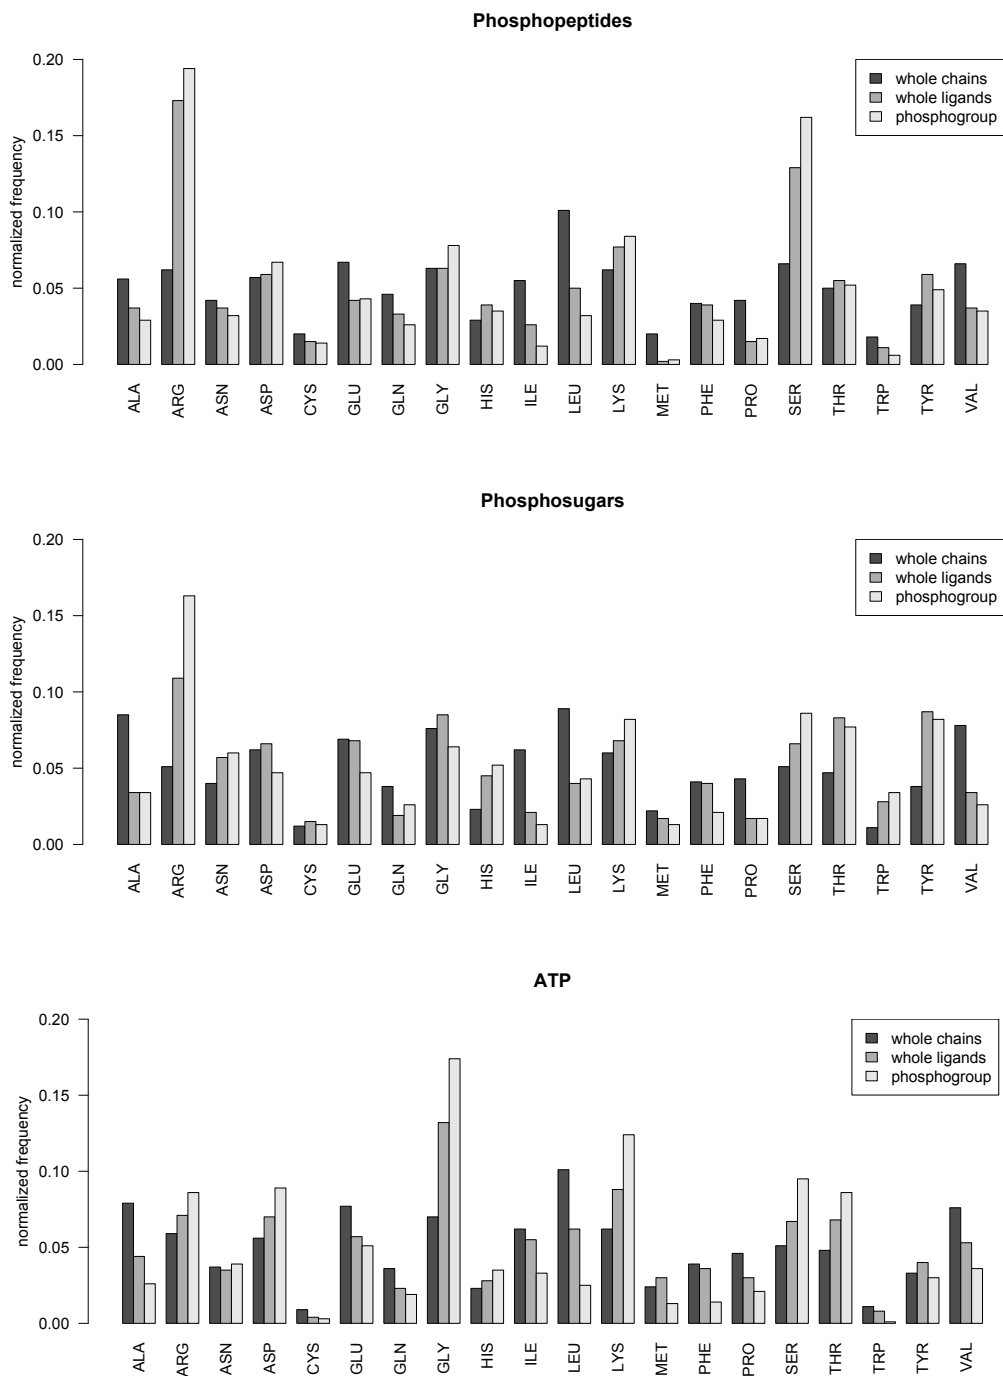 Phosphopeptides
normalized frequency
0.20
0.15
0.10
0.05
0.00
whole chains
whole ligands
phosphogroup
ALA ARG ASN ASP CYS GLU GLN GLY HIS ILE LEU LYS MET PHE PRO SER THR TRP TYR VAL
Phosphosugars
normalized frequency
0.20
0.15
0.10
0.05
0.00
whole chains
whole ligands
phosphogroup
ALA ARG ASN ASP CYS GLU GLN GLY HIS ILE LEU LYS MET PHE PRO SER THR TRP TYR VAL
ATP
normalized frequency
0.20
0.15
0.10
0.05
0.00
whole chains
whole ligands
phosphogroup
ALA ARG ASN ASP CYS GLU GLN GLY HIS ILE LEU LYS MET PHE PRO SER THR TRP TYR VAL